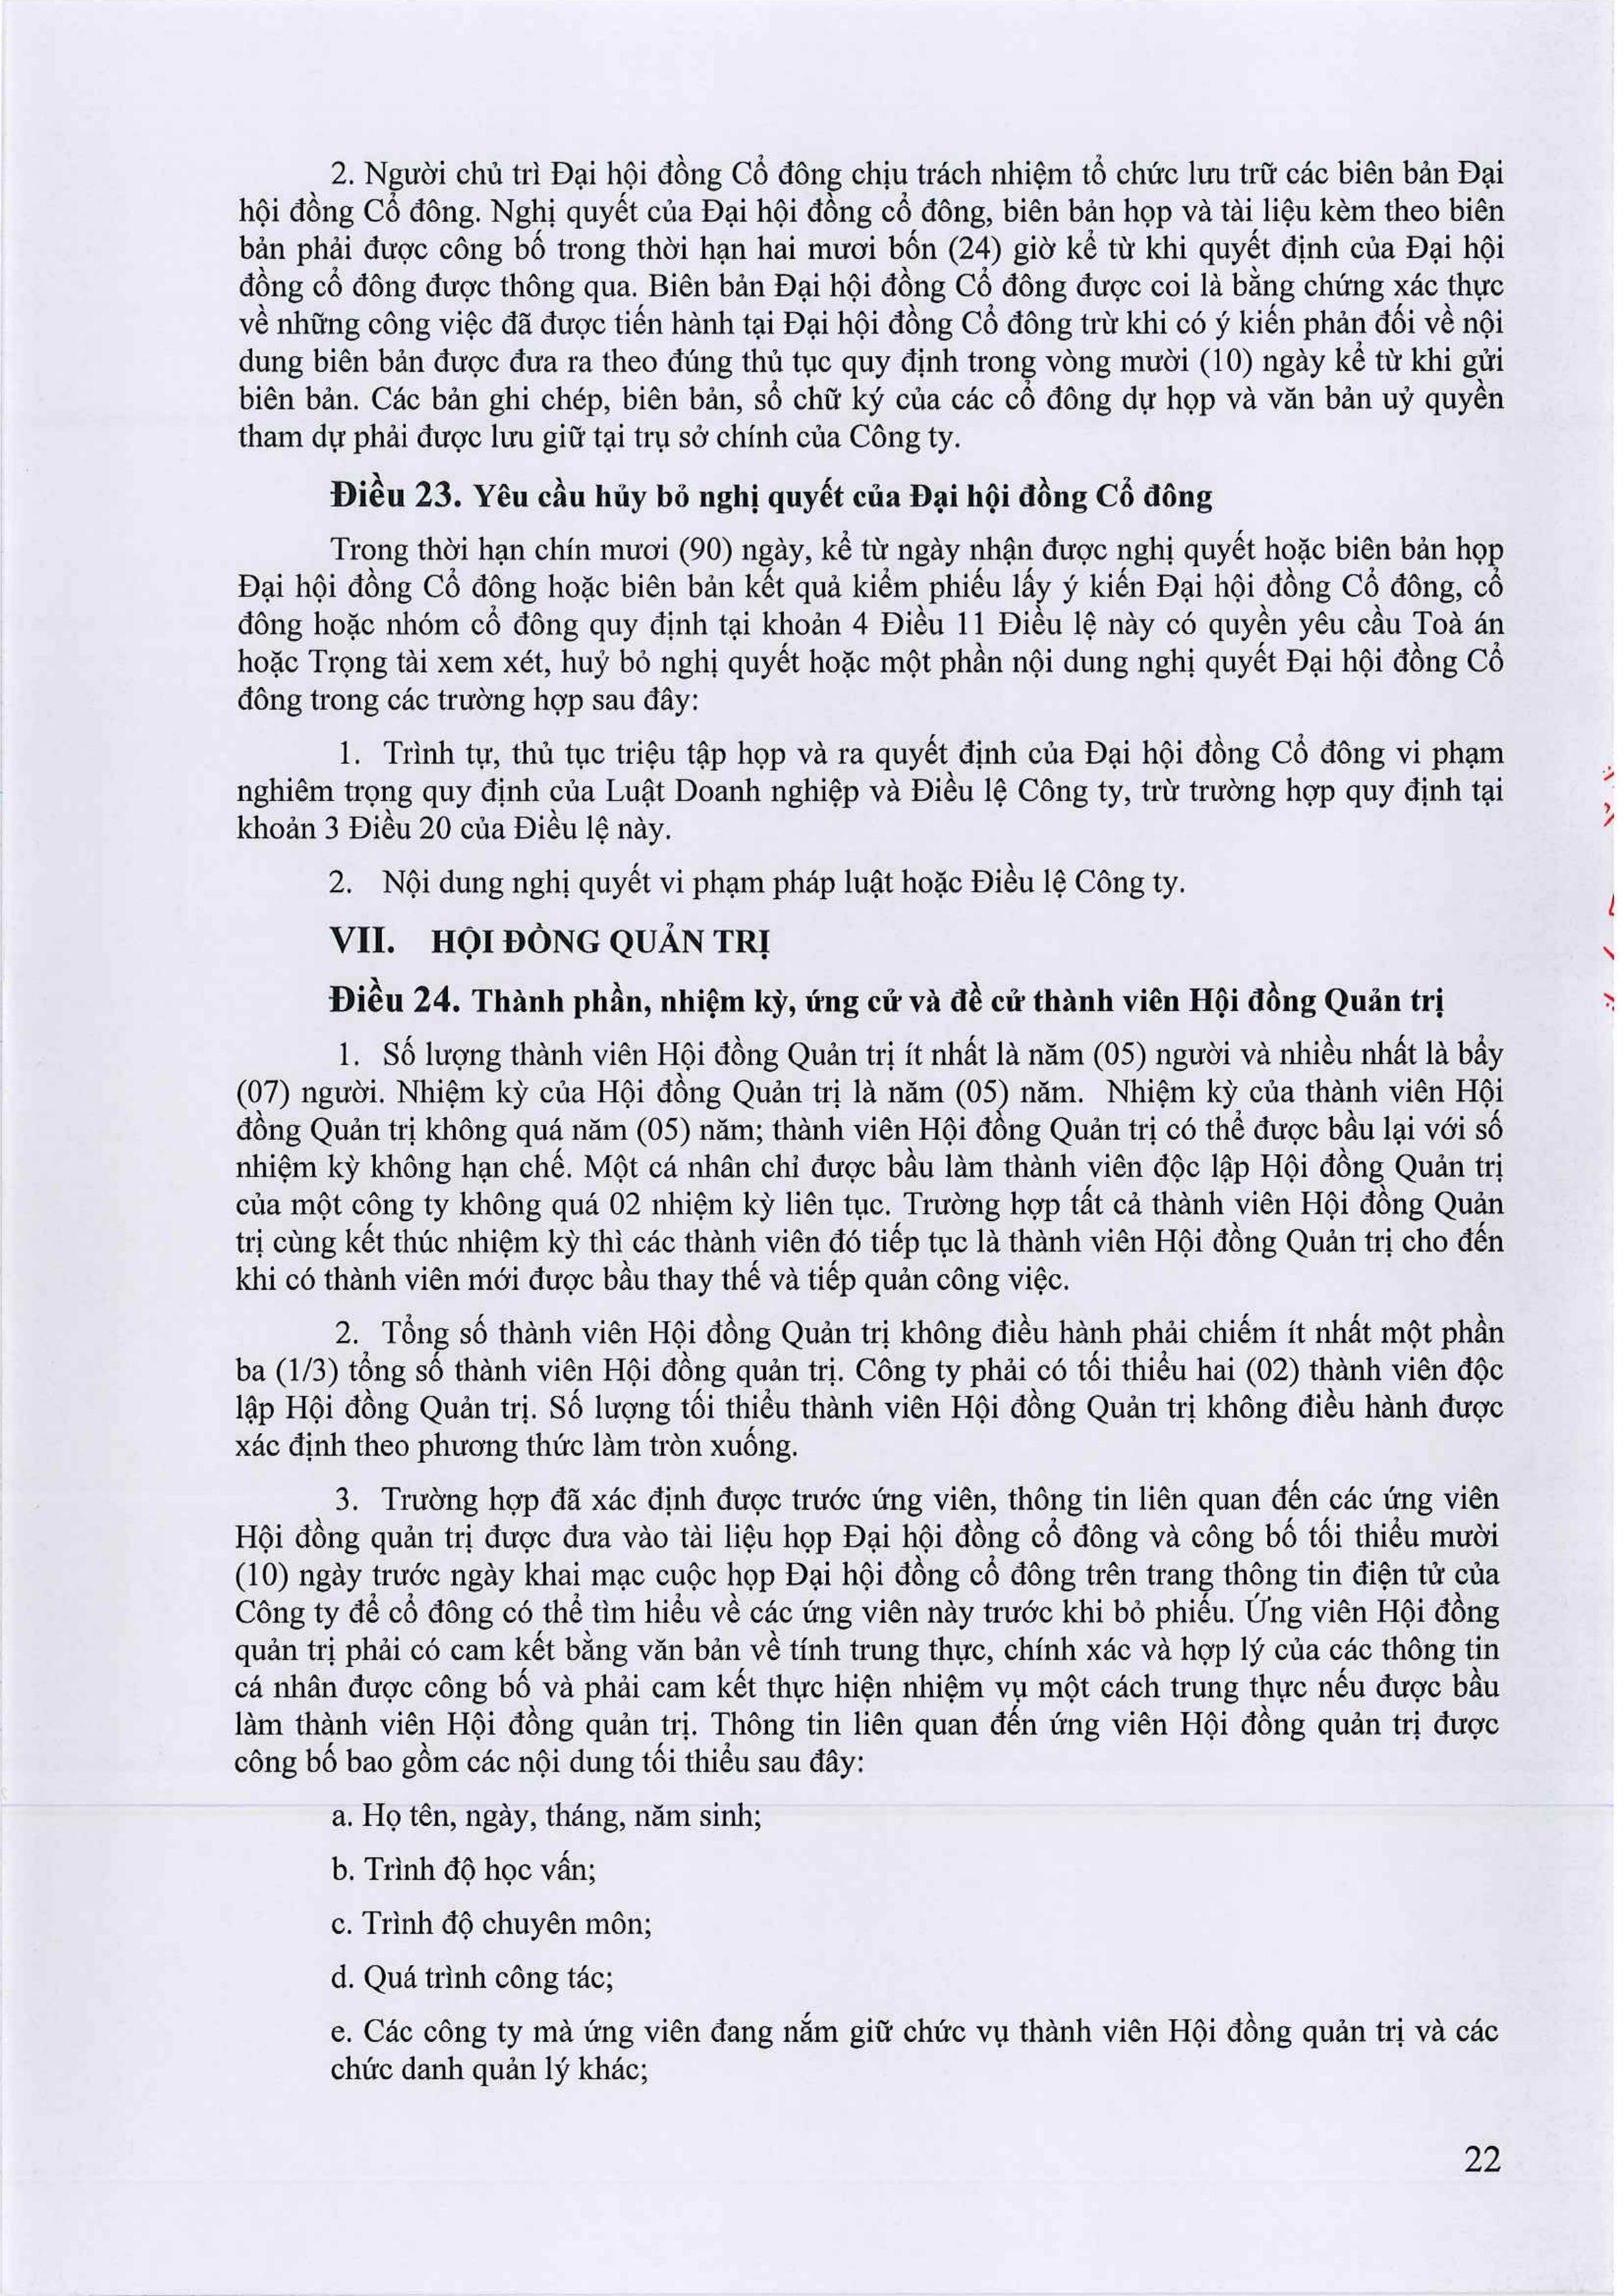 2. Người chủ trì Đại hội đồng Cổ đông chịu trách nhiệm tổ chức lưu trữ các biên bản Đại
hội đồng Cổ đông. Nghị quyết của Đại hội đồng cổ đông, biên bản họp và tài liệu kèm theo biên
bản phải được công bố trong thời hạn hai mươi bốn (24) giờ kể từ khi quyết định của Đại hội
đồng cổ đông được thông qua. Biên bản Đại hội đồng Cổ đông được coi là bằng chứng xác thực
về những công việc đã được tiến hành tại Đại hội đồng Cổ đông trừ khi có ý kiến phản đối về nội
dung biên bản được đưa ra theo đúng thủ tục quy định trong vòng mười (10) ngày kể từ khi gửi
biên bản. Các bản ghi chép, biên bản, sổ chữ ký của các cổ đông dự họp và văn bản uỷ quyền
tham dự phải được lưu giữ tại trụ sở chính của Công ty.
Điều 23. Yêu cầu hủy bỏ nghị quyết của Đại hội đồng Cổ đông
Trong thời hạn chín mươi (90) ngày, kể từ ngày nhận được nghị quyết hoặc biên bản họp
Đại hội đồng Cổ đông hoặc biên bản kết quả kiểm phiếu lấy ý kiến Đại hội đồng Cổ đông, cổ
đông hoặc nhóm cổ đông quy định tại khoản 4 Điều 11 Điều lệ này có quyền yêu cầu Toà án
hoặc Trọng tài xem xét, huỷ bỏ nghị quyết hoặc một phần nội dung nghị quyết Đại hội đồng Cổ
đông trong các trường hợp sau đây:
1. Trình tự, thủ tục triệu tập họp và ra quyết định của Đại hội đồng Cổ đông vi phạm
nghiêm trọng quy định của Luật Doanh nghiệp và Điều lệ Công ty, trừ trường hợp quy định tại
khoản 3 Điều 20 của Điều lệ này.
2. Nội dung nghị quyết vi phạm pháp luật hoặc Điều lệ Công ty.
VII. HỘI ĐỒNG QUẢN TRỊ
Điều 24. Thành phần, nhiệm kỳ, ứng cử và đề cử thành viên Hội đồng Quản trị
1. Số lượng thành viên Hội đồng Quản trị ít nhất là năm (05) người và nhiều nhất là bẩy
(07) người. Nhiệm kỳ của Hội đồng Quản trị là năm (05) năm. Nhiệm kỳ của thành viên Hội
đồng Quản trị không quá năm (05) năm; thành viên Hội đồng Quản trị có thể được bầu lại với số
nhiệm kỳ không hạn chế. Một cá nhân chỉ được bầu làm thành viên độc lập Hội đồng Quản trị
của một công ty không quá 02 nhiệm kỳ liên tục. Trường hợp tất cả thành viên Hội đồng Quản
trị cùng kết thúc nhiệm kỳ thì các thành viên đó tiếp tục là thành viên Hội đồng Quản trị cho đến
khi có thành viên mới được bầu thay thế và tiếp quản công việc.
2. Tổng số thành viên Hội đồng Quản trị không điều hành phải chiếm ít nhất một phần
ba (1/3) tổng số thành viên Hội đồng quản trị. Công ty phải có tối thiểu hai (02) thành viên độc
lập Hội đồng Quản trị. Số lượng tối thiểu thành viên Hội đồng Quản trị không điều hành được
xác định theo phương thức làm tròn xuống.
3. Trường hợp đã xác định được trước ứng viên, thông tin liên quan đến các ứng viên
Hội đồng quản trị được đưa vào tài liệu họp Đại hội đồng cổ đông và công bố tối thiểu mười
(10) ngày trước ngày khai mạc cuộc họp Đại hội đồng cổ đông trên trang thông tin điện tử của
Công ty để cổ đông có thể tìm hiểu về các ứng viên này trước khi bỏ phiếu. Ứng viên Hội đồng
quản trị phải có cam kết bằng văn bản về tính trung thực, chính xác và hợp lý của các thông tin
cá nhân được công bố và phải cam kết thực hiện nhiệm vụ một cách trung thực nếu được bầu
làm thành viên Hội đồng quản trị. Thông tin liên quan đến ứng viên Hội đồng quản trị được
công bố bao gồm các nội dung tối thiểu sau đây:
a. Họ tên, ngày, tháng, năm sinh;
b. Trình độ học vấn;
c. Trình độ chuyên môn;
d. Quá trình công tác;
e. Các công ty mà ứng viên đang nắm giữ chức vụ thành viên Hội đồng quản trị và các
chức danh quản lý khác;
22